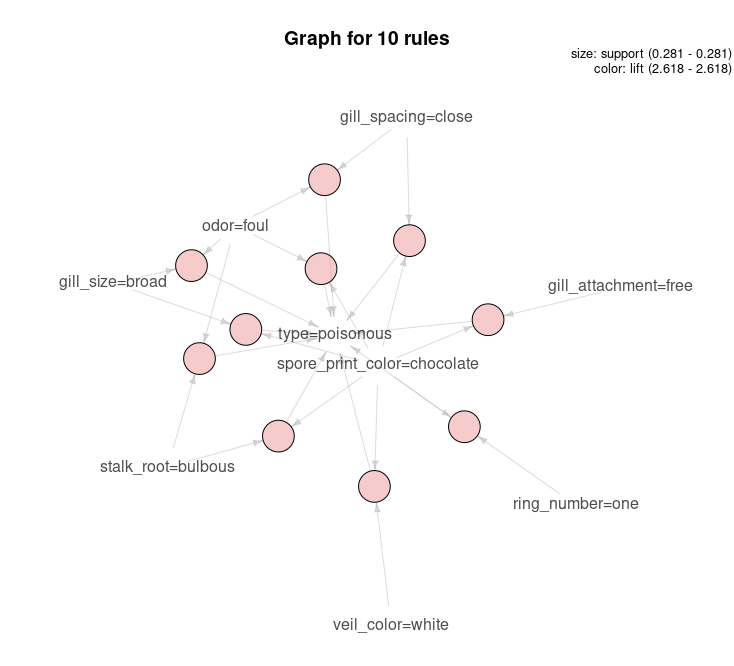 Graph for 10 rules
size: support (0.281 - 0.281)
color: lift (2.618 - 2.618)
gill_spacing=close
odor=foul
gill_size=broad
gill_attachment=free
type=poisonous
spore_print_color=chocolate
stalk_root=bulbous
ring_number=one
veil_color=white